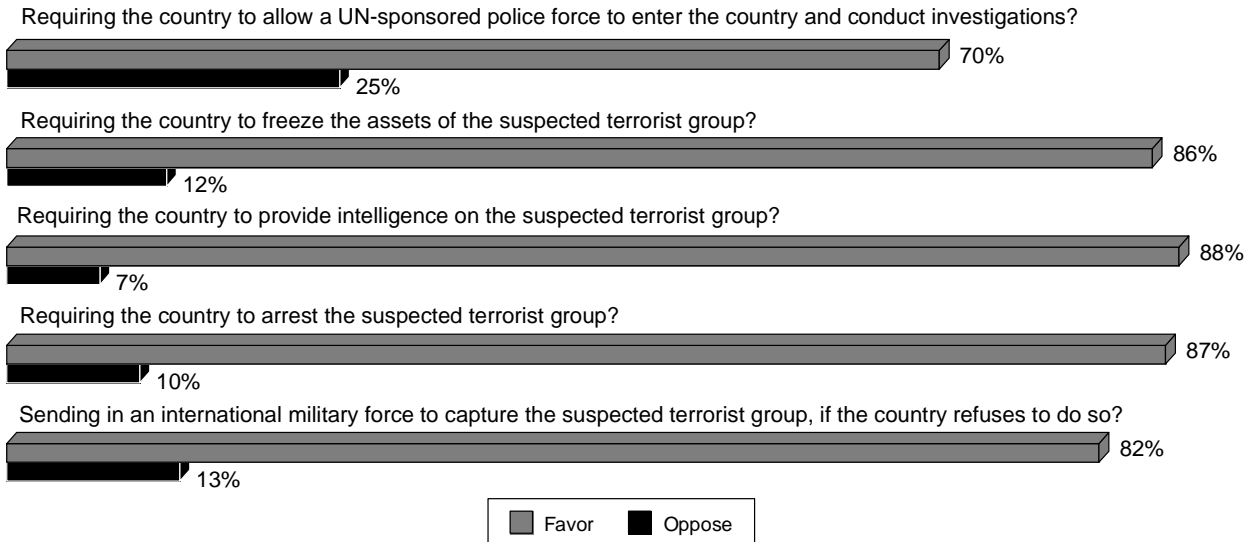 Requiring the country to allow a UN-sponsored police force to enter the country and conduct investigations?
70%
25%
Requiring the country to freeze the assets of the suspected terrorist group?
86%
12%
Requiring the country to provide intelligence on the suspected terrorist group?
88%
7%
Requiring the country to arrest the suspected terrorist group?
87%
10%
Sending in an international military force to capture the suspected terrorist group, if the country refuses to do so?
82%
13%
Favor Oppose